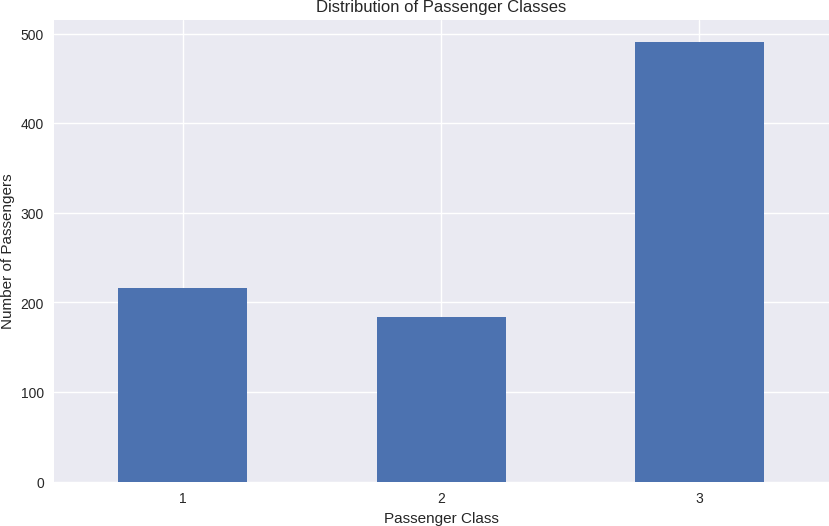 Distribution of Passenger Classes
500
400
300
200
100
0
Number of Passengers
1 2 3
Passenger Class